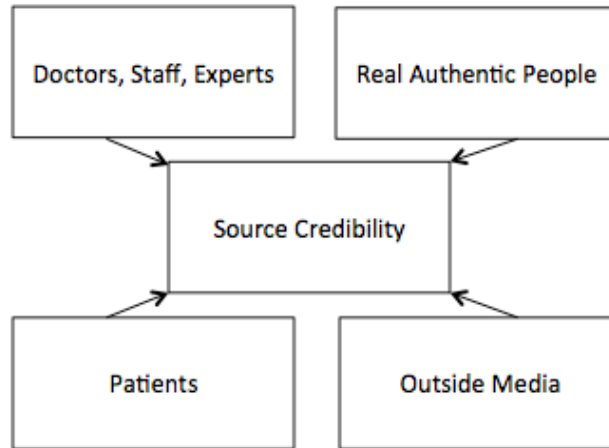 Doctors, Staff, Experts
Real Authentic People
Source Credibility
Patients
Outside Media